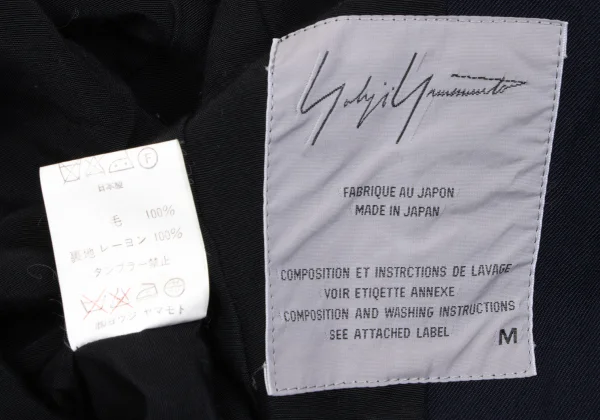 Yohji Yamamoto
FABRIQUE AU JAPON
MADE IN JAPAN
COMPOSITION ET INSTRCTIONS DE LAVAGE
VOIR ETIQETTE ANNEXE
COMPOSITION AND WASHING INSTRUCTIONS
SEE ATTACHED LABEL
M
F
日本製
毛 100%
裏地 レーヨン 100%
タンブラー禁止